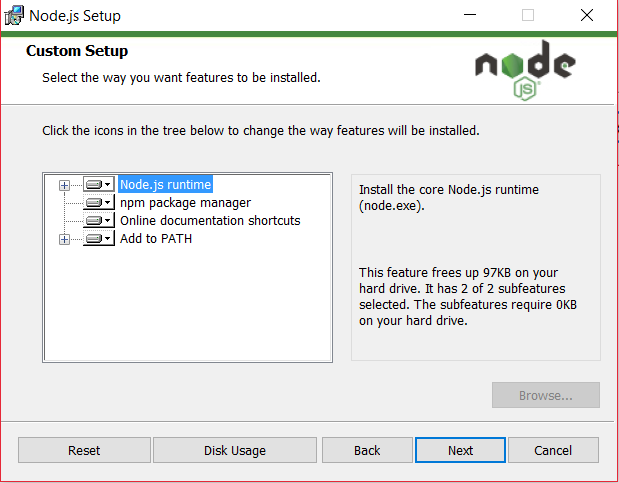 Node.js Setup
Custom Setup
Select the way you want features to be installed.
node
JS
Click the icons in the tree below to change the way features will be installed.
Node.js runtime
npm package manager
Online documentation shortcuts
Add to PATH
Install the core Node.js runtime
(node.exe).
This feature frees up 97KB on your
hard drive. It has 2 of 2 subfeatures
selected. The subfeatures require 0KB
on your hard drive.
Browse...
Reset
Disk Usage
Back
Next
Cancel